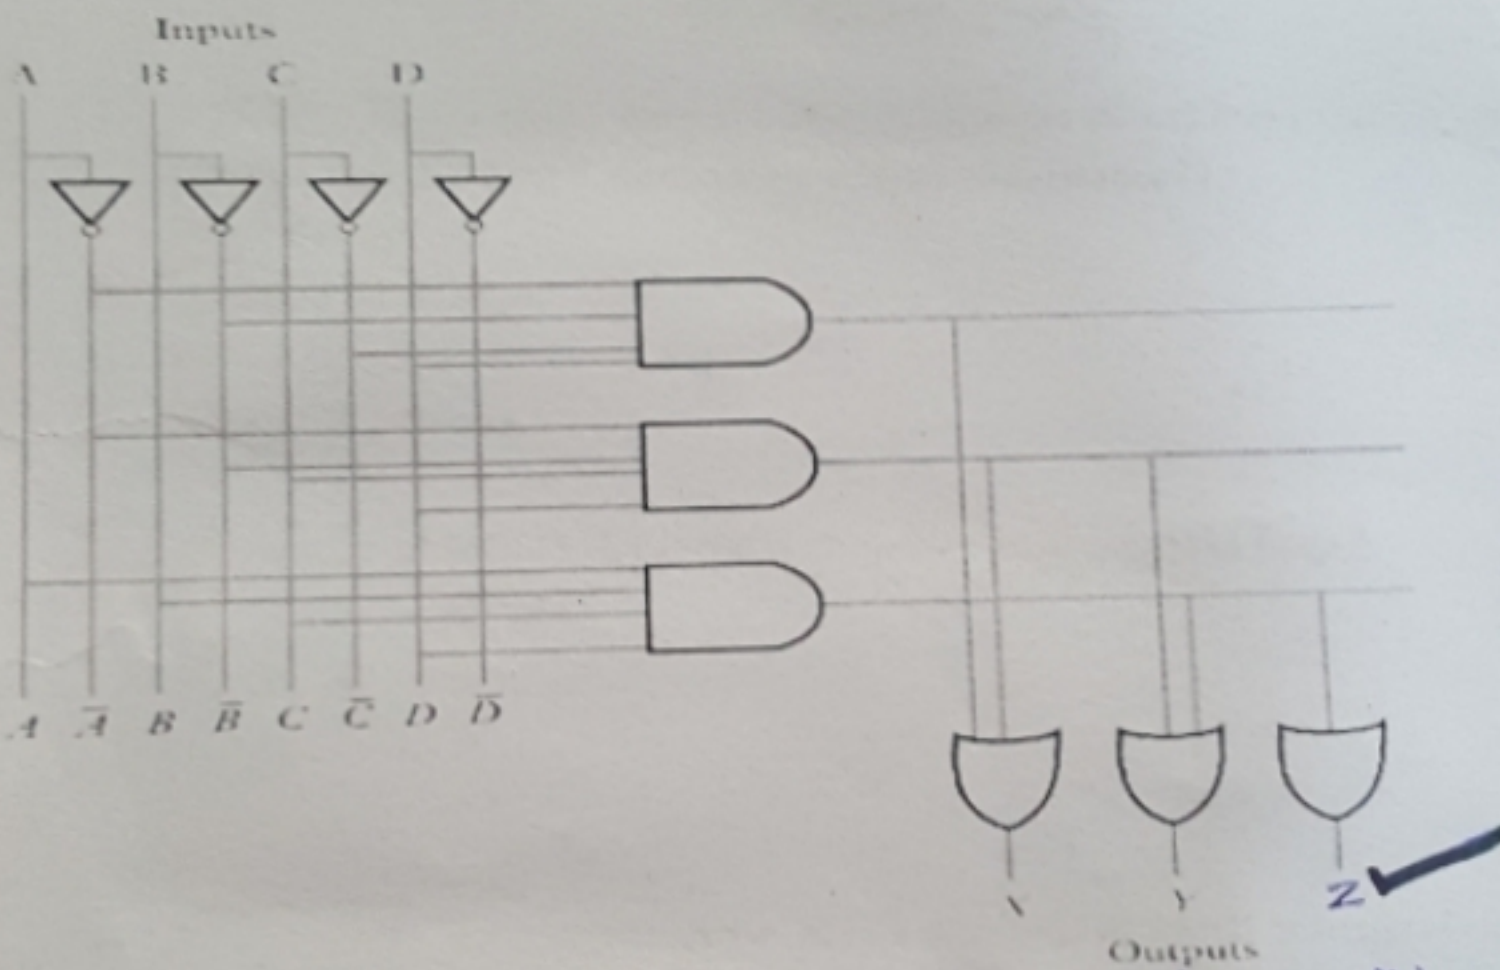 Inputs
A B C D
A A̅ B B̅ C C̅ D D̅
Y Z
Outputs